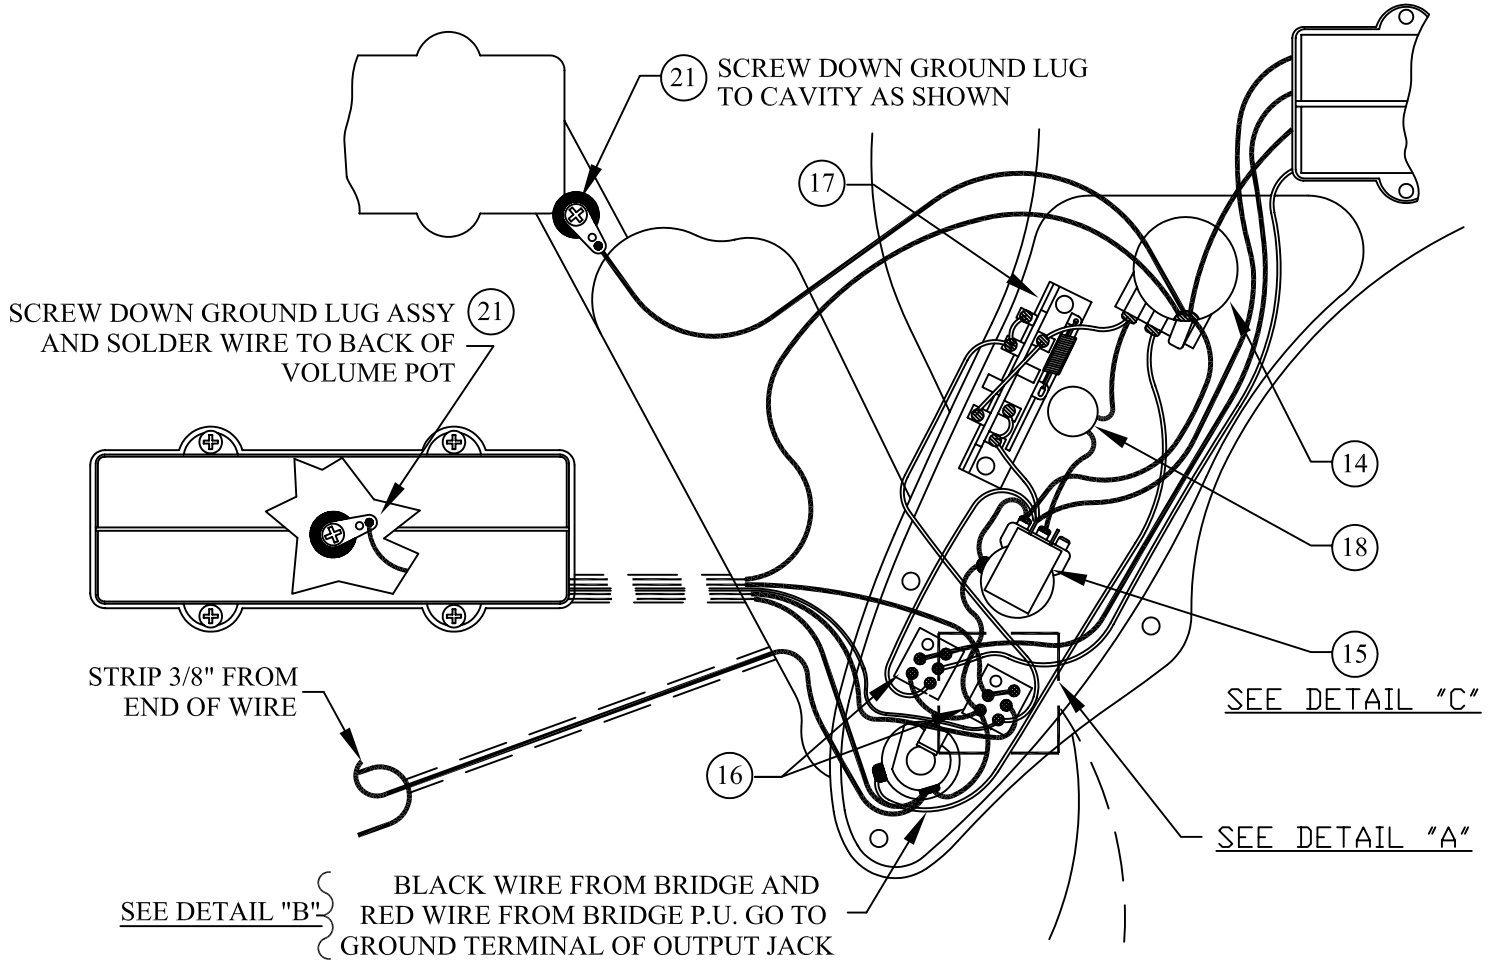 21
SCREW DOWN GROUND LUG
TO CAVITY AS SHOWN
17
SCREW DOWN GROUND LUG ASSY
21
AND SOLDER WIRE TO BACK OF
VOLUME POT
14
18
15
STRIP 3/8" FROM
END OF WIRE
SEE DETAIL "C"
16
SEE DETAIL "A"
SEE DETAIL "B"
BLACK WIRE FROM BRIDGE AND
RED WIRE FROM BRIDGE P.U. GO TO
GROUND TERMINAL OF OUTPUT JACK